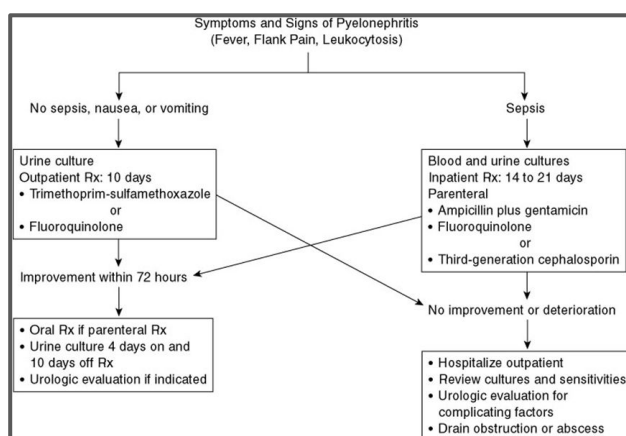 Symptoms and Signs of Pyelonephritis
(Fever, Flank Pain, Leukocytosis)
No sepsis, nausea, or vomiting
Sepsis
Urine culture
Outpatient Rx: 10 days
• Trimethoprim-sulfamethoxazole
or
• Fluoroquinolone
Blood and urine cultures
Inpatient Rx: 14 to 21 days
Parenteral
• Ampicillin plus gentamicin
• Fluoroquinolone
or
• Third-generation cephalosporin
Improvement within 72 hours
No improvement or deterioration
• Oral Rx if parenteral Rx
• Urine culture 4 days on and
10 days off Rx
• Urologic evaluation if indicated
• Hospitalize outpatient
• Review cultures and sensitivities
• Urologic evaluation for
complicating factors
• Drain obstruction or abscess